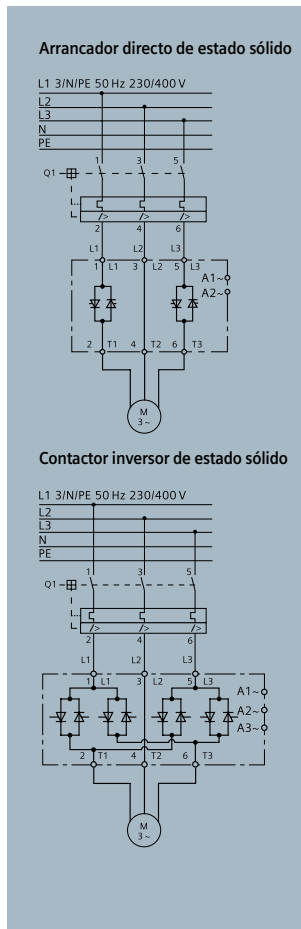 Arrancador directo de estado sólido
L1 3/N/PE 50 Hz 230/400 V
L2
L3
N
PE
1 3 5
Q1
I> I> I>
2 4 6
L1 L2 L3
1 L1 3 L2 5 L3
A1~
A2~
2 T1 4 T2 6 T3
M
3~
Contactor inversor de estado sólido
L1 3/N/PE 50 Hz 230/400 V
L2
L3
N
PE
1 3 5
Q1
I> I> I>
2 4 6
L1 L2 L3
1 L1 3 L2 5 L3
A1~
A2~
A3~
2 T1 4 T2 6 T3
M
3~